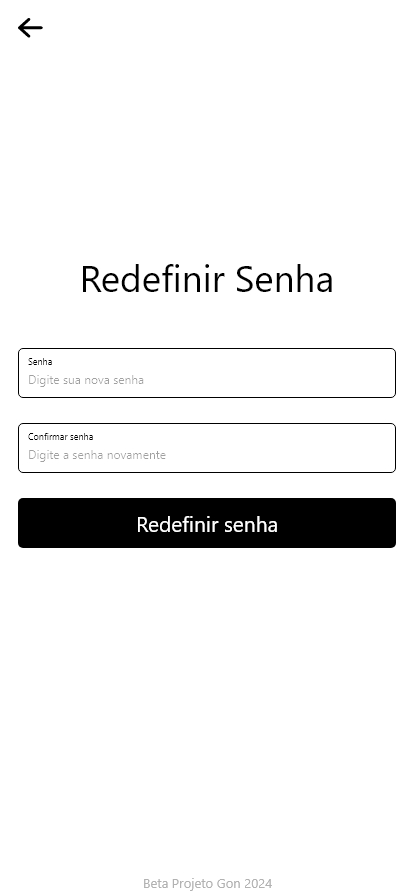 Redefinir Senha
Senha
Digite sua nova senha
Confirmar senha
Digite a senha novamente
Redefinir senha
Beta Projeto Gon 2024